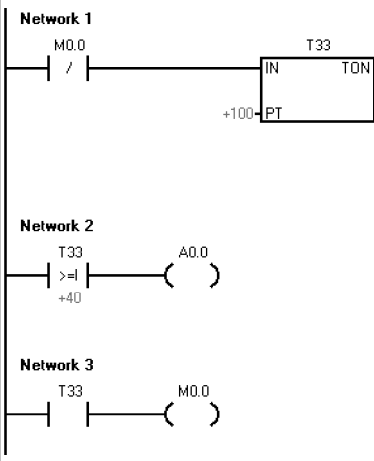 Network 1
M0.0
/
T33
IN TON
+100 PT
Network 2
T33 A0.0
>=I
+40
Network 3
T33 M0.0